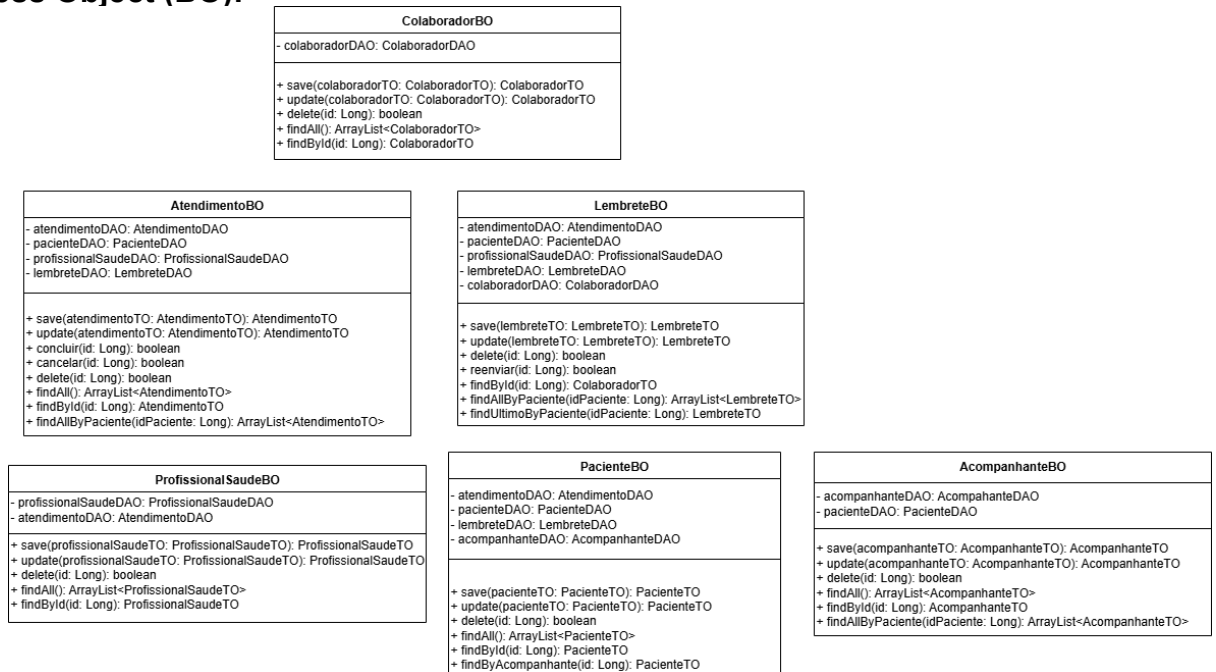 Object (BO):
ColaboradorBO
- colaboradorDAO: ColaboradorDAO
+ save(colaboradorTO: ColaboradorTO): ColaboradorTO
+ update(colaboradorTO: ColaboradorTO): ColaboradorTO
+ delete(id: Long): boolean
+ findAll(): ArrayList<ColaboradorTO>
+ findById(id: Long): ColaboradorTO
AtendimentoBO
- atendimentoDAO: AtendimentoDAO
- pacienteDAO: PacienteDAO
- profissionalSaudeDAO: ProfissionalSaudeDAO
- lembreteDAO: LembreteDAO
+ save(atendimentoTO: AtendimentoTO): AtendimentoTO
+ update(atendimentoTO: AtendimentoTO): AtendimentoTO
+ concluir(id: Long): boolean
+ cancelar(id: Long): boolean
+ delete(id: Long): boolean
+ findAll(): ArrayList<AtendimentoTO>
+ findById(id: Long): AtendimentoTO
+ findAllByPaciente(idPaciente: Long): ArrayList<AtendimentoTO>
LembreteBO
- atendimentoDAO: AtendimentoDAO
- pacienteDAO: PacienteDAO
- profissionalSaudeDAO: ProfissionalSaudeDAO
- lembreteDAO: LembreteDAO
- colaboradorDAO: ColaboradorDAO
+ save(lembreteTO: LembreteTO): LembreteTO
+ update(lembreteTO: LembreteTO): LembreteTO
+ delete(id: Long): boolean
+ reenviar(id: Long): boolean
+ findById(id: Long): ColaboradorTO
+ findAllByPaciente(idPaciente: Long): ArrayList<LembreteTO>
+ findUltimoByPaciente(idPaciente: Long): LembreteTO
ProfissionalSaudeBO
- profissionalSaudeDAO: ProfissionalSaudeDAO
- atendimentoDAO: AtendimentoDAO
+ save(profissionalSaudeTO: ProfissionalSaudeTO): ProfissionalSaudeTO
+ update(profissionalSaudeTO: ProfissionalSaudeTO): ProfissionalSaudeTO
+ delete(id: Long): boolean
+ findAll(): ArrayList<ProfissionalSaudeTO>
+ findById(id: Long): ProfissionalSaudeTO
PacienteBO
- atendimentoDAO: AtendimentoDAO
- pacienteDAO: PacienteDAO
- lembreteDAO: LembreteDAO
- acompanhanteDAO: AcompanhanteDAO
+ save(pacienteTO: PacienteTO): PacienteTO
+ update(pacienteTO: PacienteTO): PacienteTO
+ delete(id: Long): boolean
+ findAll(): ArrayList<PacienteTO>
+ findById(id: Long): PacienteTO
+ findByAcompanhante(id: Long): PacienteTO
AcompanhanteBO
- acompanhanteDAO: AcompahanteDAO
- pacienteDAO: PacienteDAO
+ save(acompanhanteTO: AcompanhanteTO): AcompanhanteTO
+ update(acompanhanteTO: AcompanhanteTO): AcompanhanteTO
+ delete(id: Long): boolean
+ findAll(): ArrayList<AcompanhanteTO>
+ findById(id: Long): AcompanhanteTO
+ findAllByPaciente(idPaciente: Long): ArrayList<AcompanhanteTO>